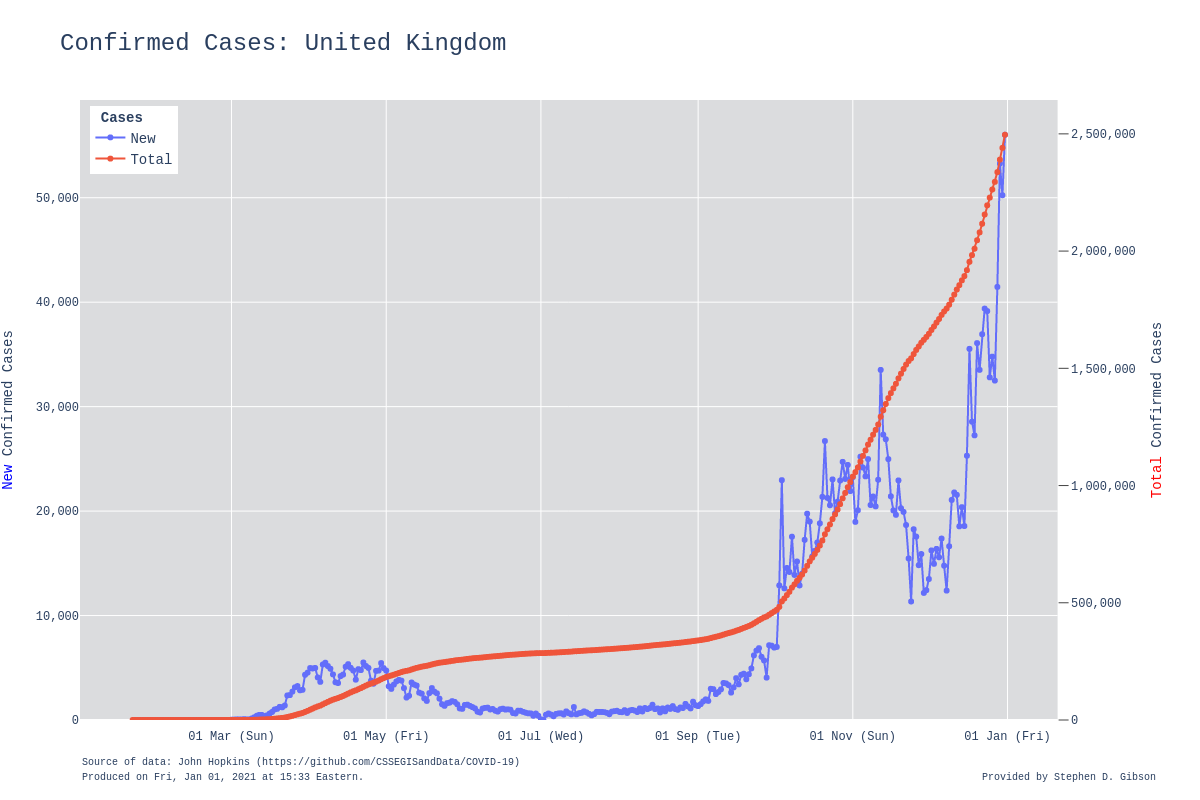 Confirmed Cases: United Kingdom
Cases
New
Total
50,000
40,000
30,000
20,000
10,000
0
New Confirmed Cases
2,500,000
2,000,000
1,500,000
1,000,000
500,000
0
Total Confirmed Cases
01 Mar (Sun)
01 May (Fri)
01 Jul (Wed)
01 Sep (Tue)
01 Nov (Sun)
01 Jan (Fri)
Source of data: John Hopkins (https://github.com/CSSEGISandData/COVID-19)
Produced on Fri, Jan 01, 2021 at 15:33 Eastern.
Provided by Stephen D. Gibson